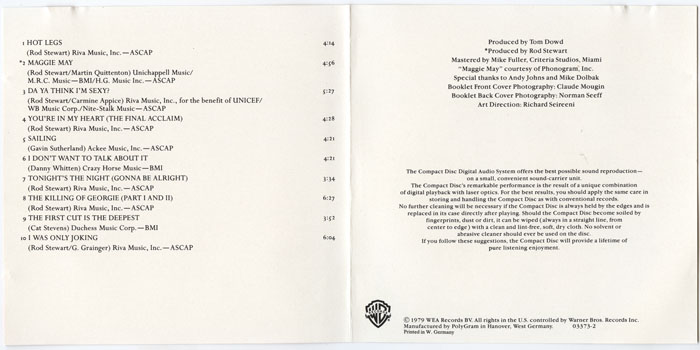 1 HOT LEGS 4:14
(Rod Stewart) Riva Music, Inc.—ASCAP
*2 MAGGIE MAY 4:56
(Rod Stewart/Martin Quittenton) Unichappell Music/
M.R.C. Music—BMI/H.G. Music Inc.—ASCAP
3 DA YA THINK I'M SEXY? 5:27
(Rod Stewart/Carmine Appice) Riva Music, Inc., for the benefit of UNICEF/
WB Music Corp./Nite-Stalk Music—ASCAP
4 YOU'RE IN MY HEART (THE FINAL ACCLAIM) 4:28
(Rod Stewart) Riva Music, Inc.—ASCAP
5 SAILING 4:21
(Gavin Sutherland) Ackee Music, Inc.—ASCAP
6 I DON'T WANT TO TALK ABOUT IT 4:21
(Danny Whitten) Crazy Horse Music—BMI
7 TONIGHT'S THE NIGHT (GONNA BE ALRIGHT) 3:34
(Rod Stewart) Riva Music, Inc.—ASCAP
8 THE KILLING OF GEORGIE (PART I AND II) 6:27
(Rod Stewart) Riva Music, Inc.—ASCAP
9 THE FIRST CUT IS THE DEEPEST 3:52
(Cat Stevens) Duchess Music Corp.—BMI
10 I WAS ONLY JOKING 6:04
(Rod Stewart/G. Grainger) Riva Music, Inc.—ASCAP
Produced by Tom Dowd
*Produced by Rod Stewart
Mastered by Mike Fuller, Criteria Studios, Miami
"Maggie May" courtesy of Phonogram, Inc.
Special thanks to Andy Johns and Mike Dolbak
Booklet Front Cover Photography: Claude Mougin
Booklet Back Cover Photography: Norman Seeff
Art Direction: Richard Seireeni
The Compact Disc Digital Audio System offers the best possible sound reproduction—
on a small, convenient sound-carrier unit.
The Compact Disc's remarkable performance is the result of a unique combination
of digital playback with laser optics. For the best results, you should apply the same care in
storing and handling the Compact Disc as with conventional records.
No further cleaning will be necessary if the Compact Disc is always held by the edges and is
replaced in its case directly after playing. Should the Compact Disc become soiled by
fingerprints, dust or dirt, it can be wiped (always in a straight line, from
center to edge) with a clean and lint-free, soft, dry cloth. No solvent or
abrasive cleaner should ever be used on the disc.
If you follow these suggestions, the Compact Disc will provide a lifetime of
pure listening enjoyment.
WB
© 1979 WEA Records BV. All rights in the U.S. controlled by Warner Bros. Records Inc.
Manufactured by PolyGram in Hanover, West Germany. 03373-2
Printed in W. Germany